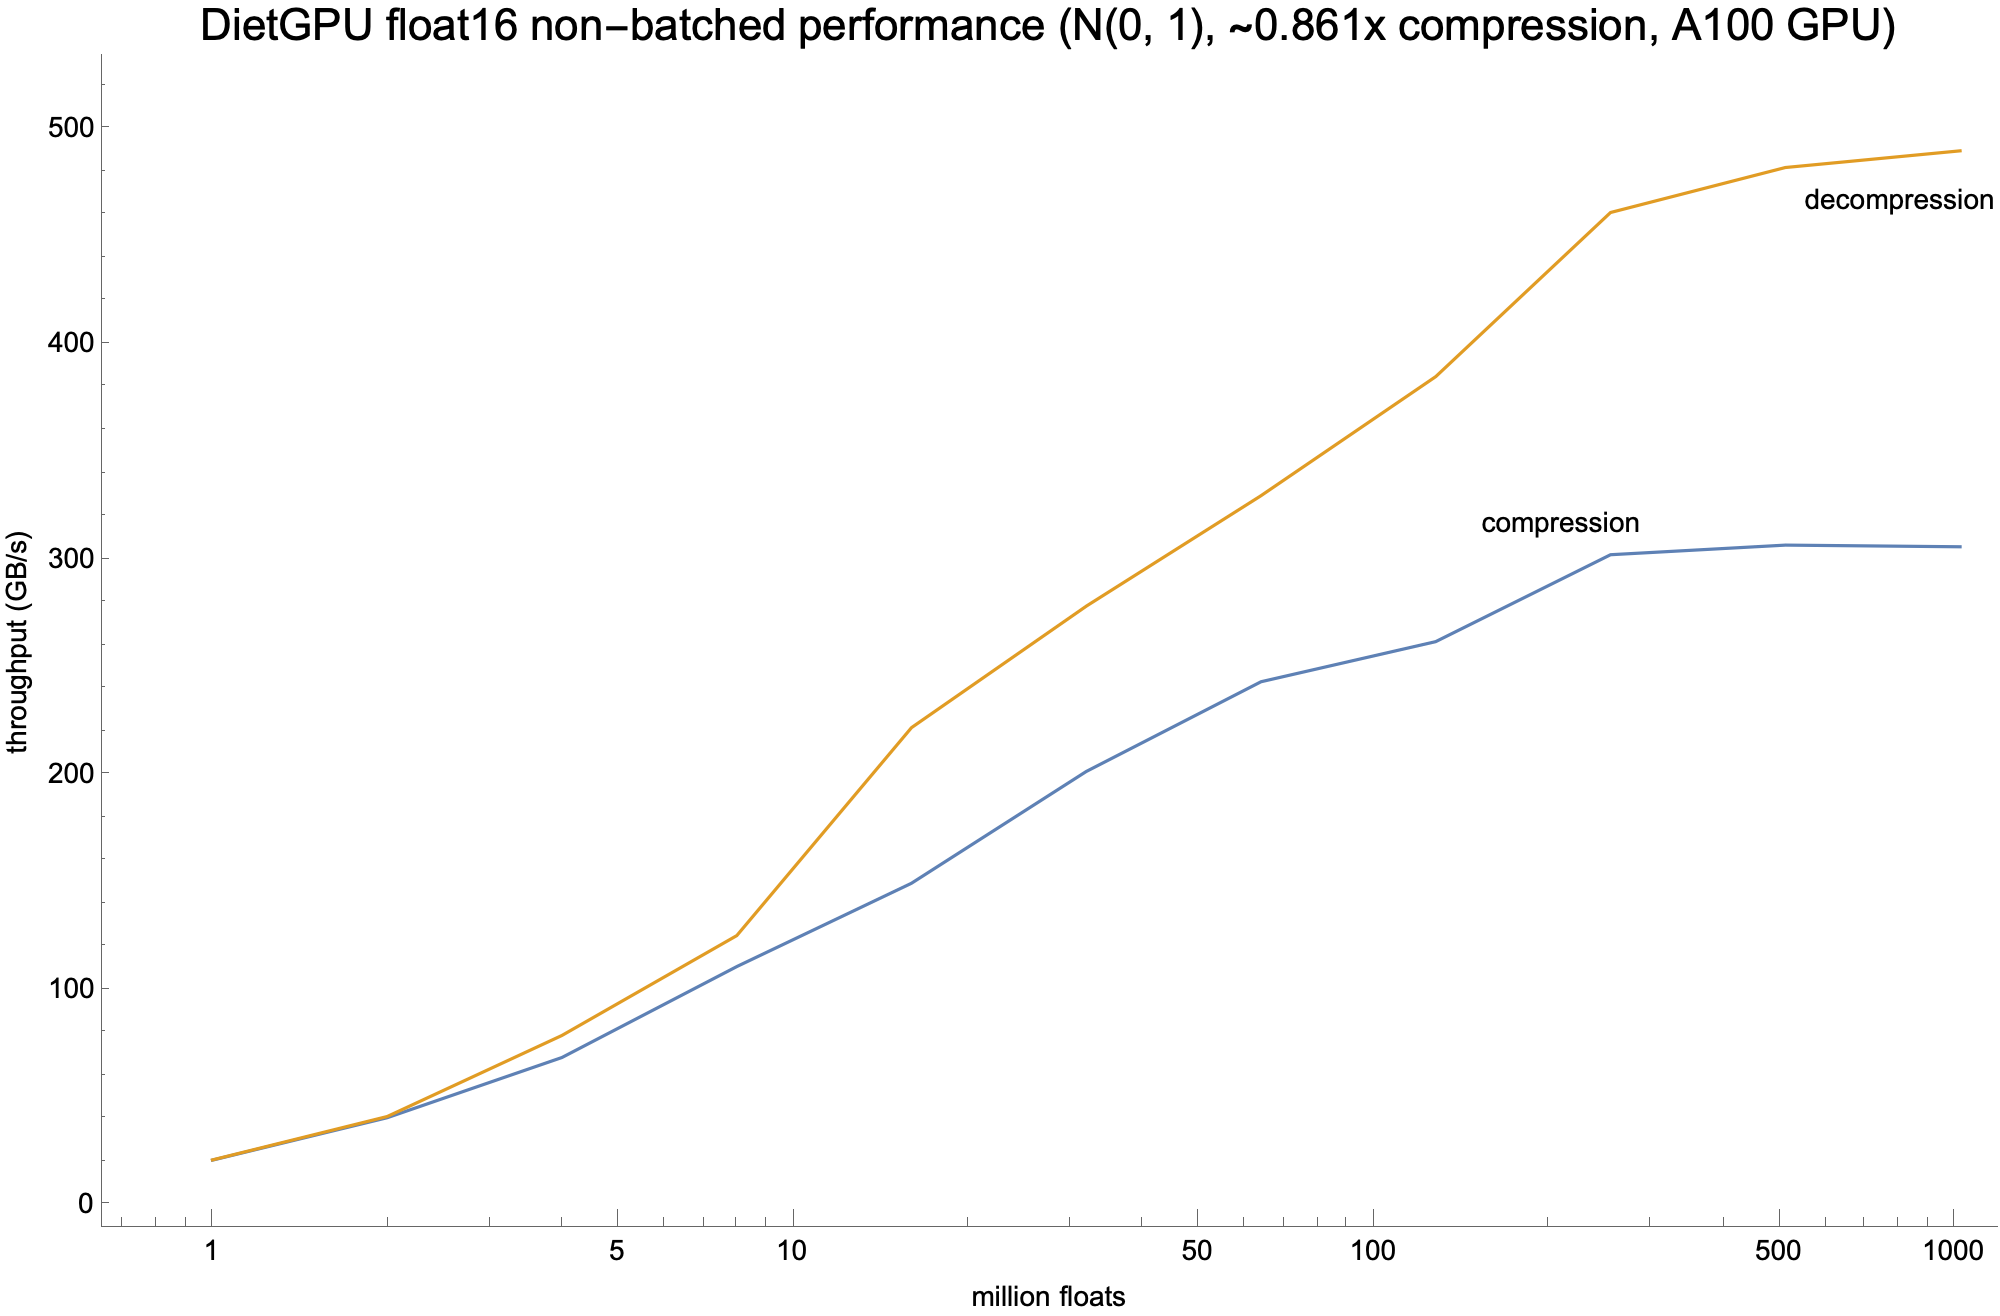 DietGPU float16 non−batched performance (N(0, 1), ~0.861x compression, A100 GPU)
500
decompression
400
compression
300
throughput (GB/s)
200
100
0
1 5 10 50 100 500 1000
million floats